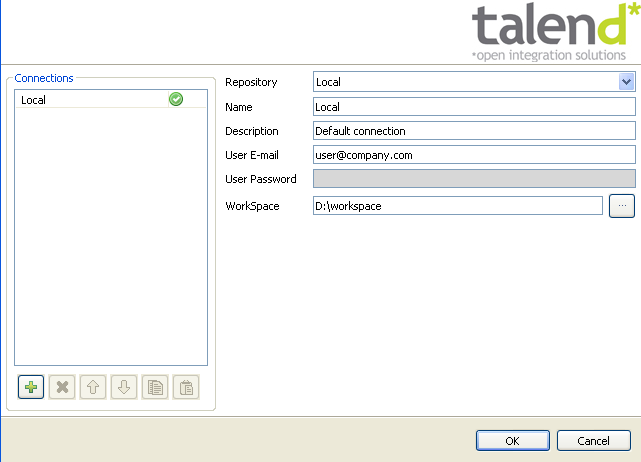 talend*
*open integration solutions
Connections
Local
Repository Local
Name Local
Description Default connection
User E-mail user@company.com
User Password
WorkSpace D:\workspace ...
OK Cancel